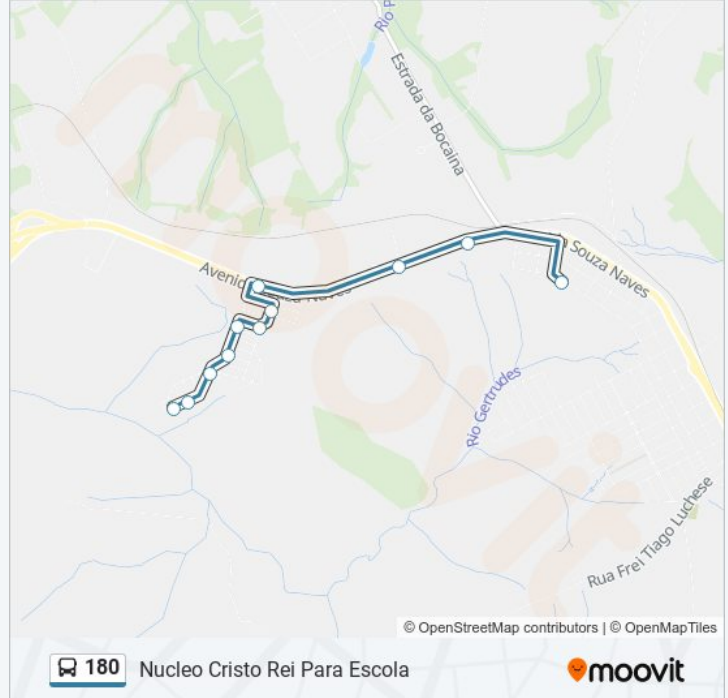 Rio P
Estrada da Bocaina
Souza Naves
Avenida Souza Naves
Rio Gertrudes
Rua Frei Tiago Luchese
© OpenStreetMap contributors | © OpenMapTiles
180 Nucleo Cristo Rei Para Escola
moovit